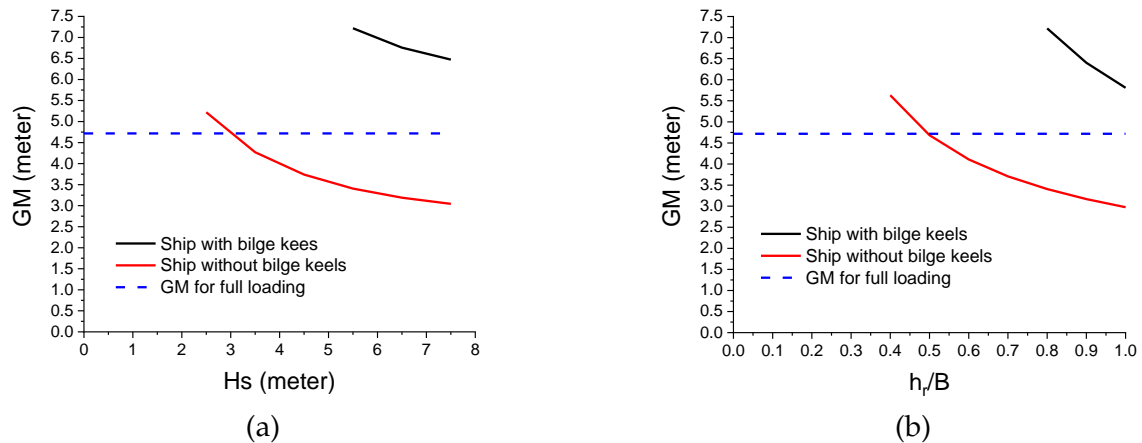 7.5
7.0
6.5
6.0
5.5
5.0
4.5
4.0
3.5
3.0
2.5
2.0
1.5
1.0
0.5
0.0
GM (meter)
Ship with bilge kees
Ship without bilge keels
GM for full loading
0 1 2 3 4 5 6 7 8
Hs (meter)
(a)
7.5
7.0
6.5
6.0
5.5
5.0
4.5
4.0
3.5
3.0
2.5
2.0
1.5
1.0
0.5
0.0
GM (meter)
Ship with bilge keels
Ship without bilge keels
GM for full loading
0.0 0.1 0.2 0.3 0.4 0.5 0.6 0.7 0.8 0.9 1.0
h_r/B
(b)